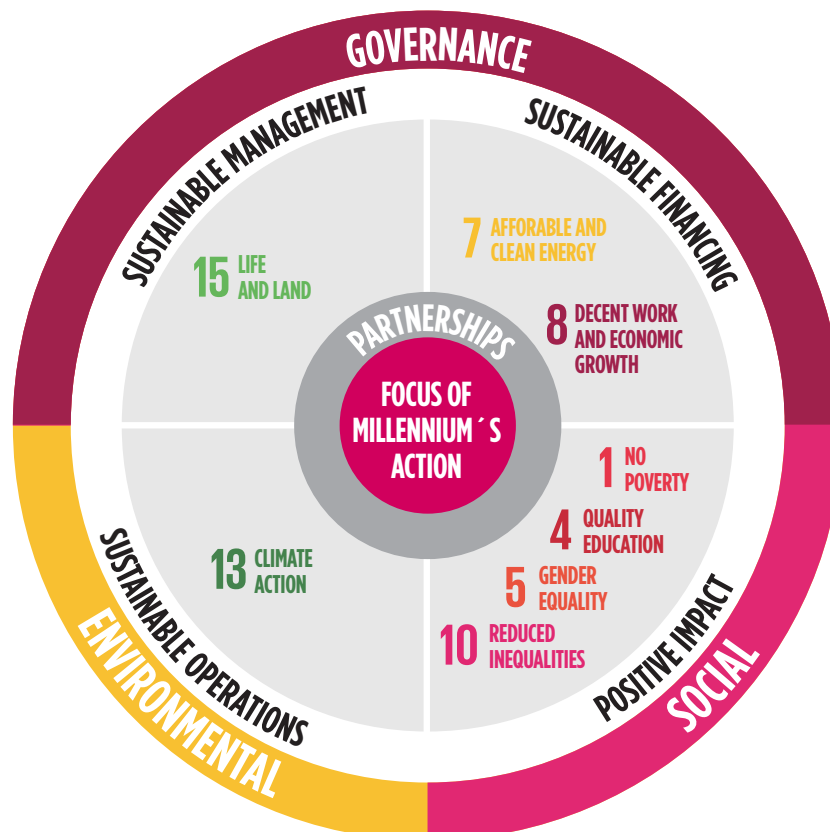 GOVERNANCE
SUSTAINABLE MANAGEMENT
SUSTAINABLE FINANCING
7 AFFORABLE AND
CLEAN ENERGY
15 LIFE
AND LAND
8 DECENT WORK
AND ECONOMIC
GROWTH
PARTNERSHIPS
FOCUS OF
MILLENNIUM´S
ACTION
1 NO
POVERTY
4 QUALITY
EDUCATION
13 CLIMATE
ACTION
5 GENDER
EQUALITY
10 REDUCED
INEQUALITIES
SUSTAINABLE OPERATIONS
POSITIVE IMPACT
ENVIRONMENTAL
SOCIAL